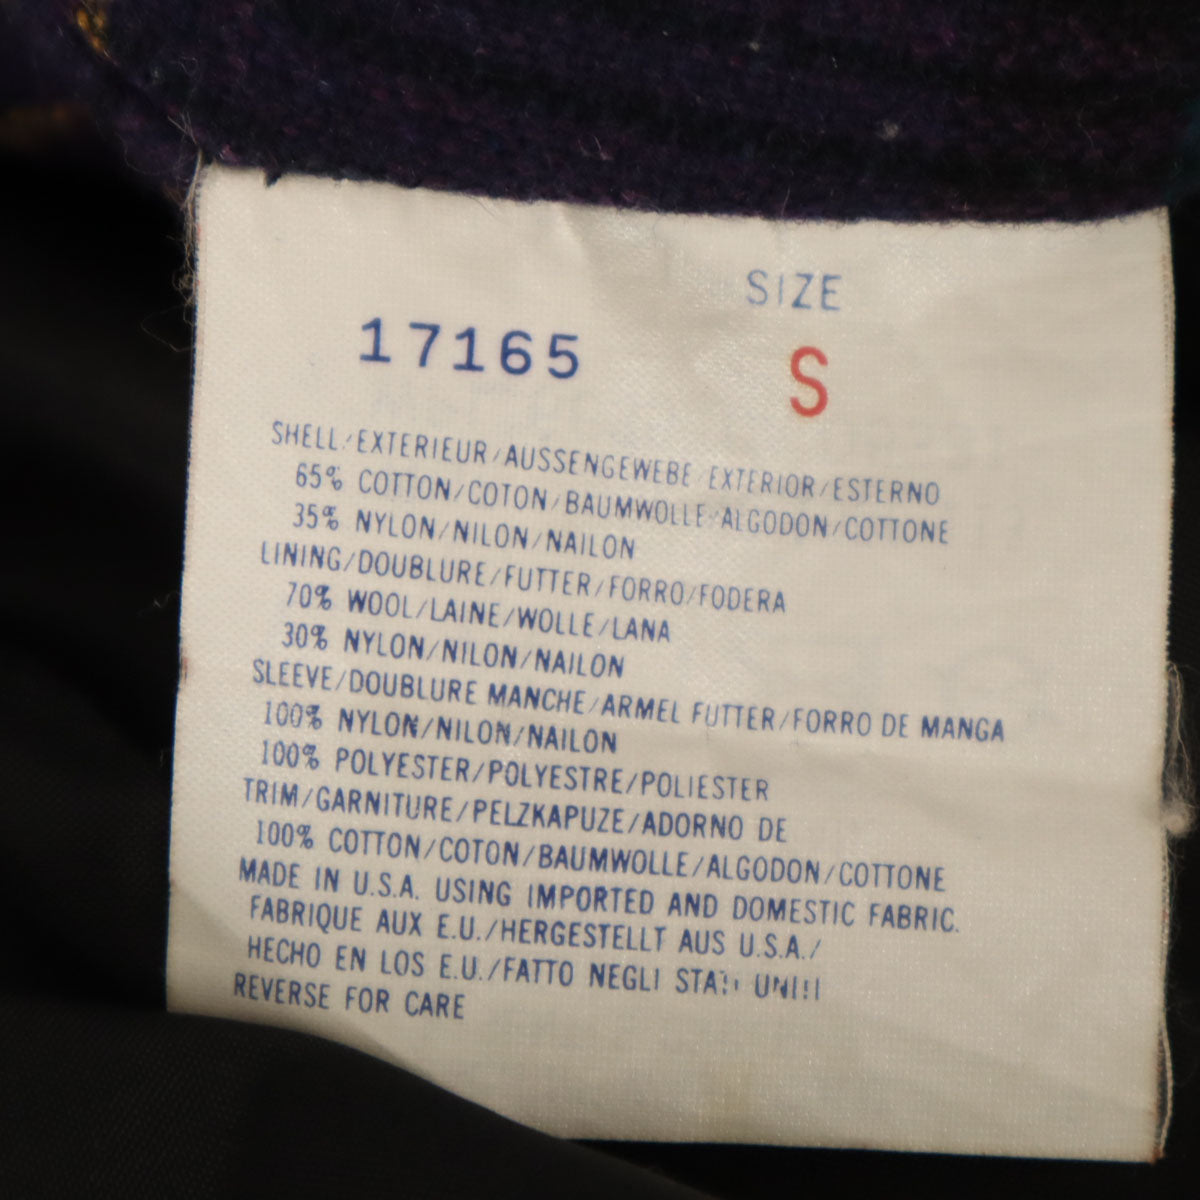 SIZE
17165
S
SHELL/EXTERIEUR/AUSSENGEWEBE/EXTERIOR/ESTERNO
65% COTTON/COTON/BAUMWOLLE/ALGODON/COTTONE
35% NYLON/NILON/NAILON
LINING/DOUBLURE/FUTTER/FORRO/FODERA
70% WOOL/LAINE/WOLLE/LANA
30% NYLON/NILON/NAILON
SLEEVE/DOUBLURE MANCHE/ARMEL FUTTER/FORRO DE MANGA
100% NYLON/NILON/NAILON
100% POLYESTER/POLYESTRE/POLIESTER
TRIM/GARNITURE/PELZKAPUZE/ADORNO DE
100% COTTON/COTON/BAUMWOLLE/ALGODON/COTTONE
MADE IN U.S.A. USING IMPORTED AND DOMESTIC FABRIC.
FABRIQUE AUX E.U./HERGESTELLT AUS U.S.A./
HECHO EN LOS E.U./FATTO NEGLI STATI UNITI
REVERSE FOR CARE